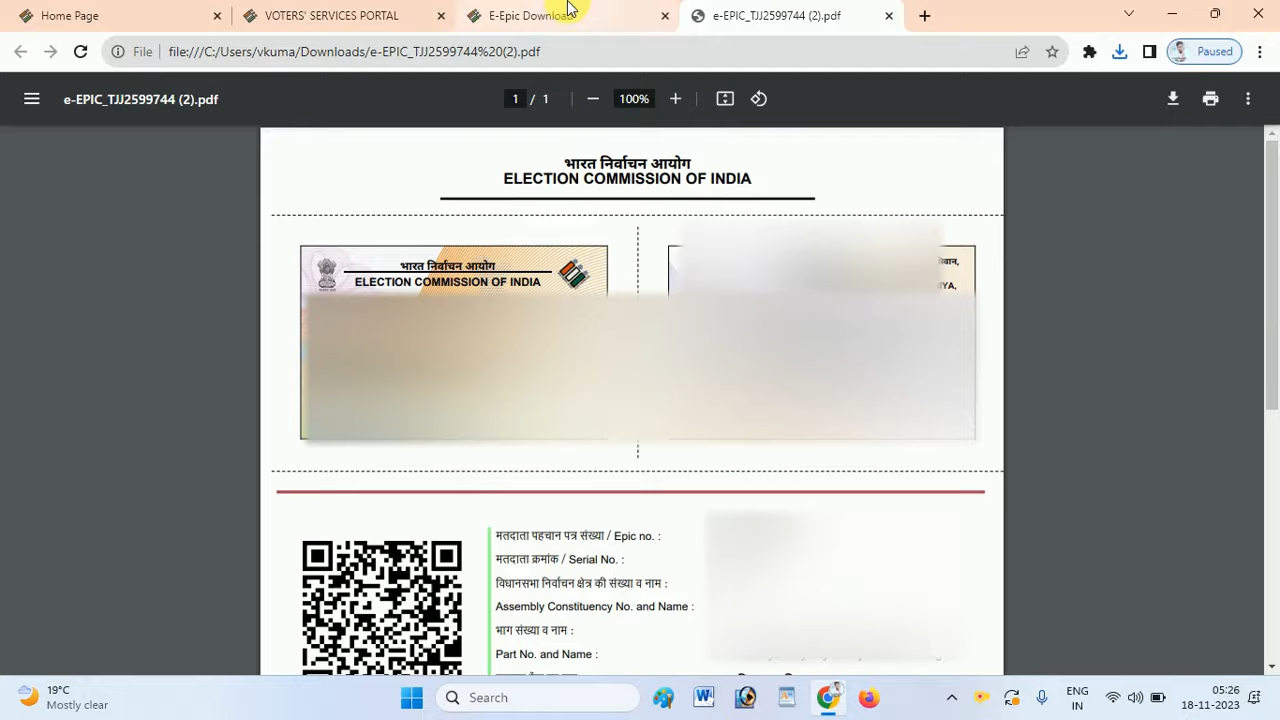 Home Page
VOTERS' SERVICES PORTAL
E-Epic Download
e-EPIC_TJJ2599744 (2).pdf
File file:///C:/Users/vkuma/Downloads/e-EPIC_TJJ2599744%20(2).pdf
Paused
e-EPIC_TJJ2599744 (2).pdf
1 / 1
100%
भारत निर्वाचन आयोग
ELECTION COMMISSION OF INDIA
भारत निर्वाचन आयोग
ELECTION COMMISSION OF INDIA
मतदाता पहचान पत्र संख्या / Epic no. :
मतदाता क्रमांक / Serial No. :
विधानसभा निर्वाचन क्षेत्र की संख्या व नाम :
Assembly Constituency No. and Name :
भाग संख्या व नाम :
Part No. and Name :
19°C
Mostly clear
Search
ENG
IN
05:26
18-11-2023